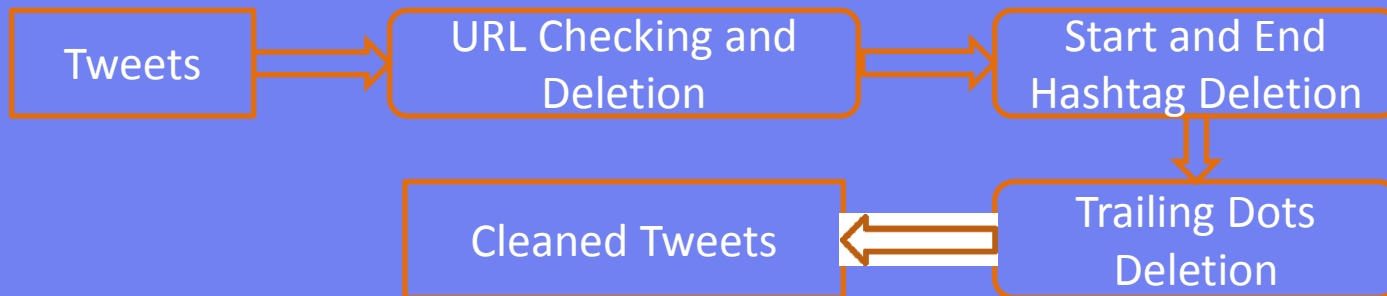 Tweets
URL Checking and
Deletion
Start and End
Hashtag Deletion
Trailing Dots
Deletion
Cleaned Tweets